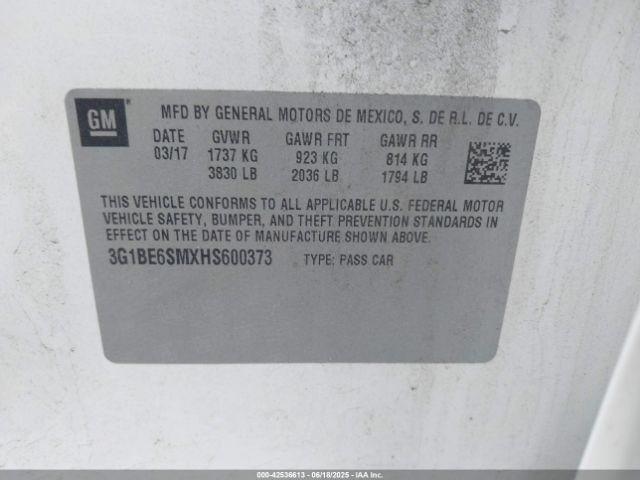 GM
MFD BY GENERAL MOTORS DE MEXICO, S. DE R.L. DE C.V.
DATE GVWR GAWR FRT GAWR RR
03/17 1737 KG 923 KG 814 KG
3830 LB 2036 LB 1794 LB
THIS VEHICLE CONFORMS TO ALL APPLICABLE U.S. FEDERAL MOTOR
VEHICLE SAFETY, BUMPER, AND THEFT PREVENTION STANDARDS IN
EFFECT ON THE DATE OF MANUFACTURE SHOWN ABOVE.
3G1BE6SMXHS600373 TYPE: PASS CAR
000-42536613 - 06/18/2025 - IAAI.COM